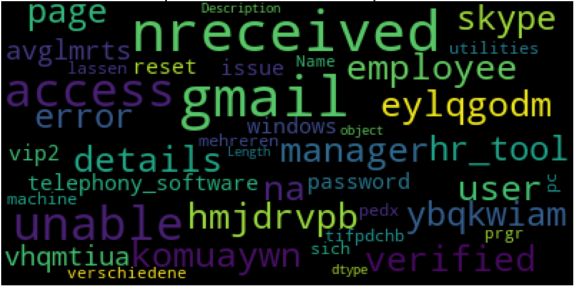 Description
page nreceived skype
avglmrts utilities
lassen reset issue Name employee
access gmail eylqgodm
error windows object
mehreren manager hr_tool
vip2 details Length
telephony_software na password user pc
machine unable hmjdrvpb pedx ybqkwiam
tifpdchb prgr
vhqmtiua komuaywn sich verified
verschiedene dtype